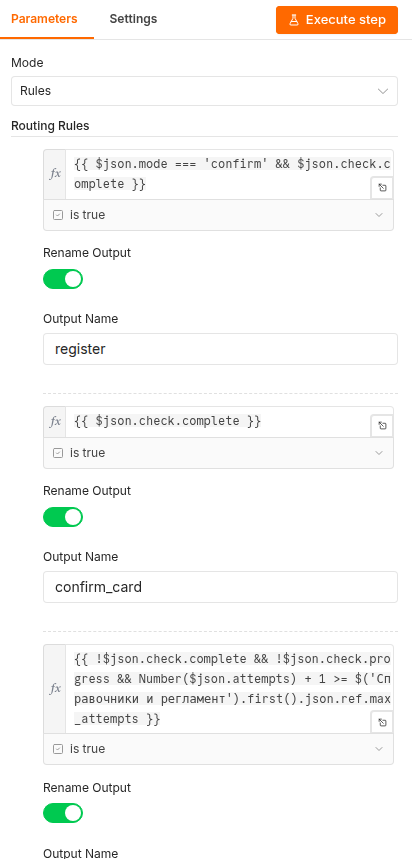 Parameters
Settings
Execute step
Mode
Rules
Routing Rules
fx
{{ $json.mode === 'confirm' && $json.check.c
omplete }}
is true
Rename Output
Output Name
register
fx
{{ $json.check.complete }}
is true
Rename Output
Output Name
confirm_card
fx
{{ !$json.check.complete && !$json.check.pro
gress && Number($json.attempts) + 1 >= $('Сп
равочники и регламент').first().json.ref.max
_attempts }}
is true
Rename Output
Output Name